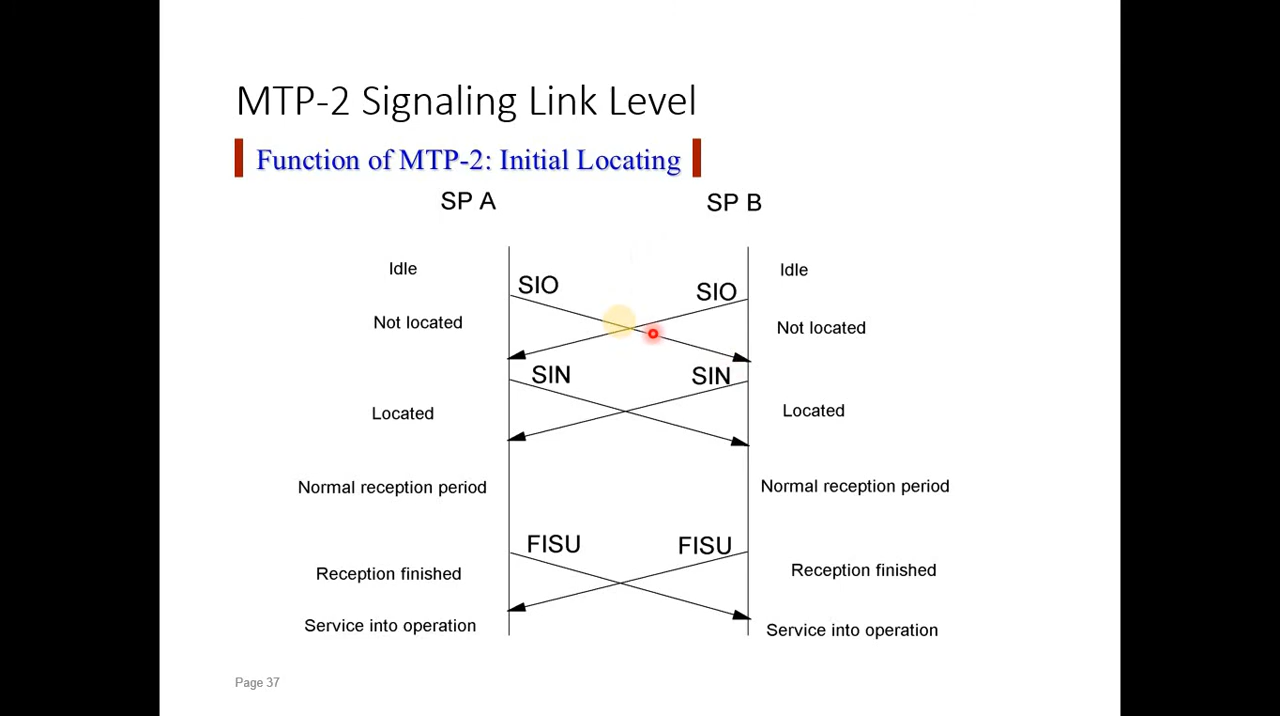 MTP-2 Signaling Link Level
Function of MTP-2: Initial Locating
SP A SP B
Idle Idle
SIO SIO
Not located Not located
SIN SIN
Located Located
Normal reception period Normal reception period
FISU FISU
Reception finished Reception finished
Service into operation Service into operation
Page 37